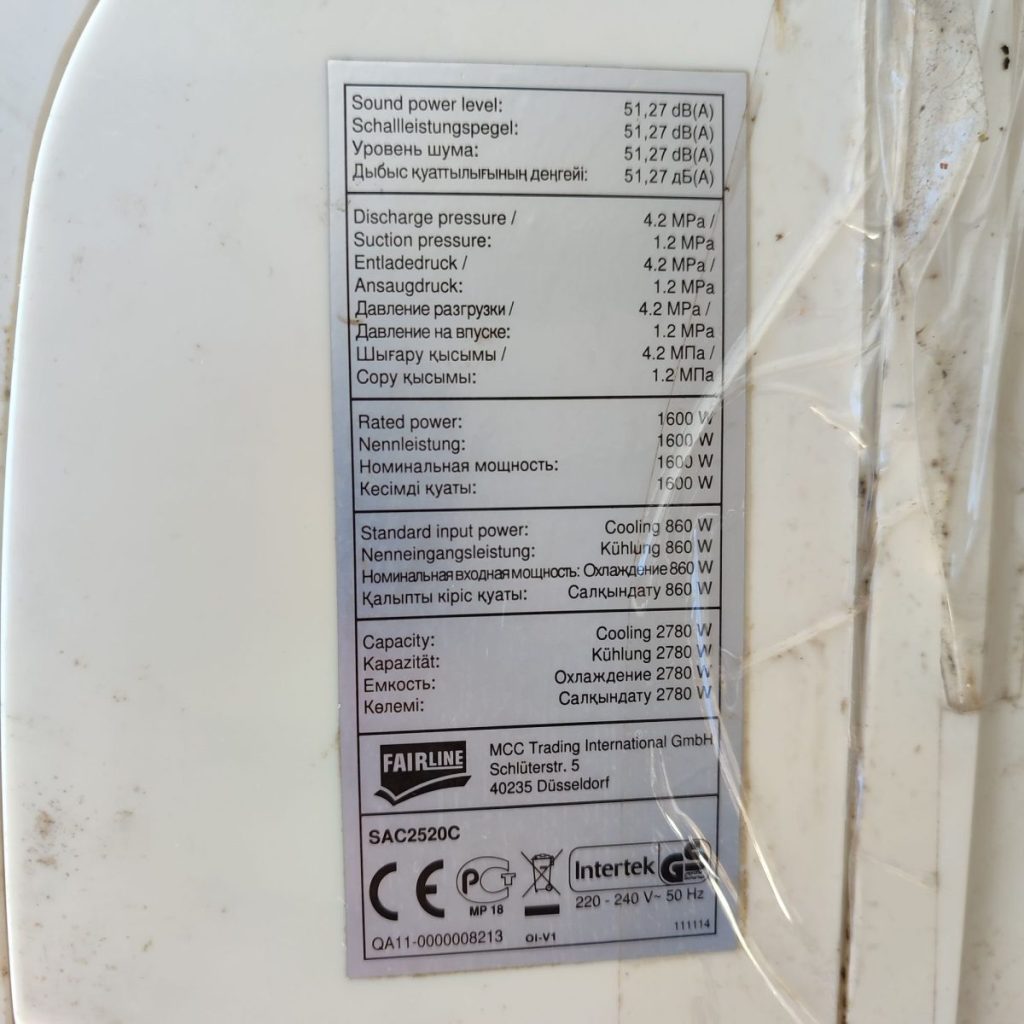 Sound power level: 51,27 dB(A)
Schallleistungspegel: 51,27 dB(A)
Уровень шума: 51,27 dB(A)
Дыбыс қуаттылығының деңгейі: 51,27 дБ(A)
Discharge pressure / 4.2 MPa /
Suction pressure: 1.2 MPa
Entladedruck / 4.2 MPa /
Ansaugdruck: 1.2 MPa
Давление разгрузки / 4.2 MPa /
Давление на впуске: 1.2 MPa
Шығару қысымы / 4.2 МПа /
Сору қысымы: 1.2 МПа
Rated power: 1600 W
Nennleistung: 1600 W
Номинальная мощность: 1600 W
Кесімді қуаты: 1600 W
Standard input power: Cooling 860 W
Nenneingangsleistung: Kühlung 860 W
Номинальная входная мощность: Охлаждение 860 W
Қалыпты кіріс қуаты: Салқындату 860 W
Capacity: Cooling 2780 W
Kapazität: Kühlung 2780 W
Емкость: Охлаждение 2780 W
Көлемі: Салқындату 2780 W
FAIRLINE
MCC Trading International GmbH
Schlüterstr. 5
40235 Düsseldorf
SAC2520C
CE PCT Intertek GS
MP 18
220 - 240 V~ 50 Hz
QA11-0000008213 OI-V1 111114